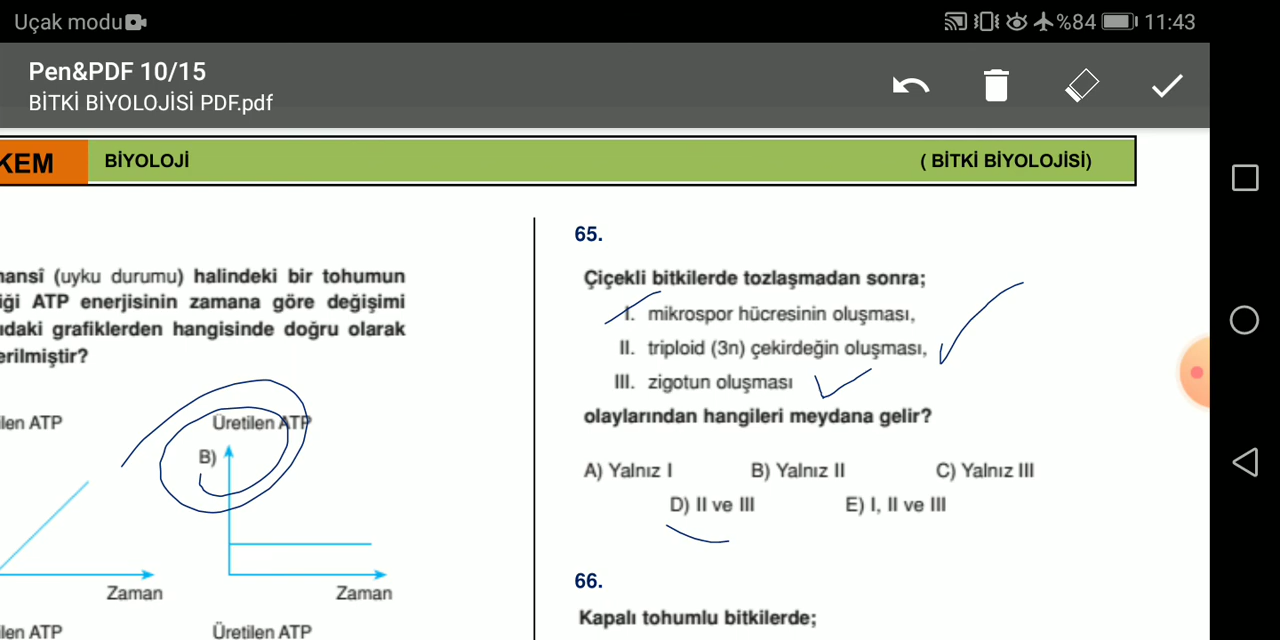 Uçak modu
%84 11:43
Pen&PDF 10/15
BİTKİ BİYOLOJİSİ PDF.pdf
KEM BİYOLOJİ ( BİTKİ BİYOLOJİSİ)
mansî (uyku durumu) halindeki bir tohumun
iği ATP enerjisinin zamana göre değişimi
ıdaki grafiklerden hangisinde doğru olarak
erilmiştir?
ilen ATP
Üretilen ATP
B)
Zaman
Zaman
ilen ATP
Üretilen ATP
65.
Çiçekli bitkilerde tozlaşmadan sonra;
I. mikrospor hücresinin oluşması,
II. triploid (3n) çekirdeğin oluşması,
III. zigotun oluşması
olaylarından hangileri meydana gelir?
A) Yalnız I B) Yalnız II C) Yalnız III
D) II ve III E) I, II ve III
66.
Kapalı tohumlu bitkilerde;